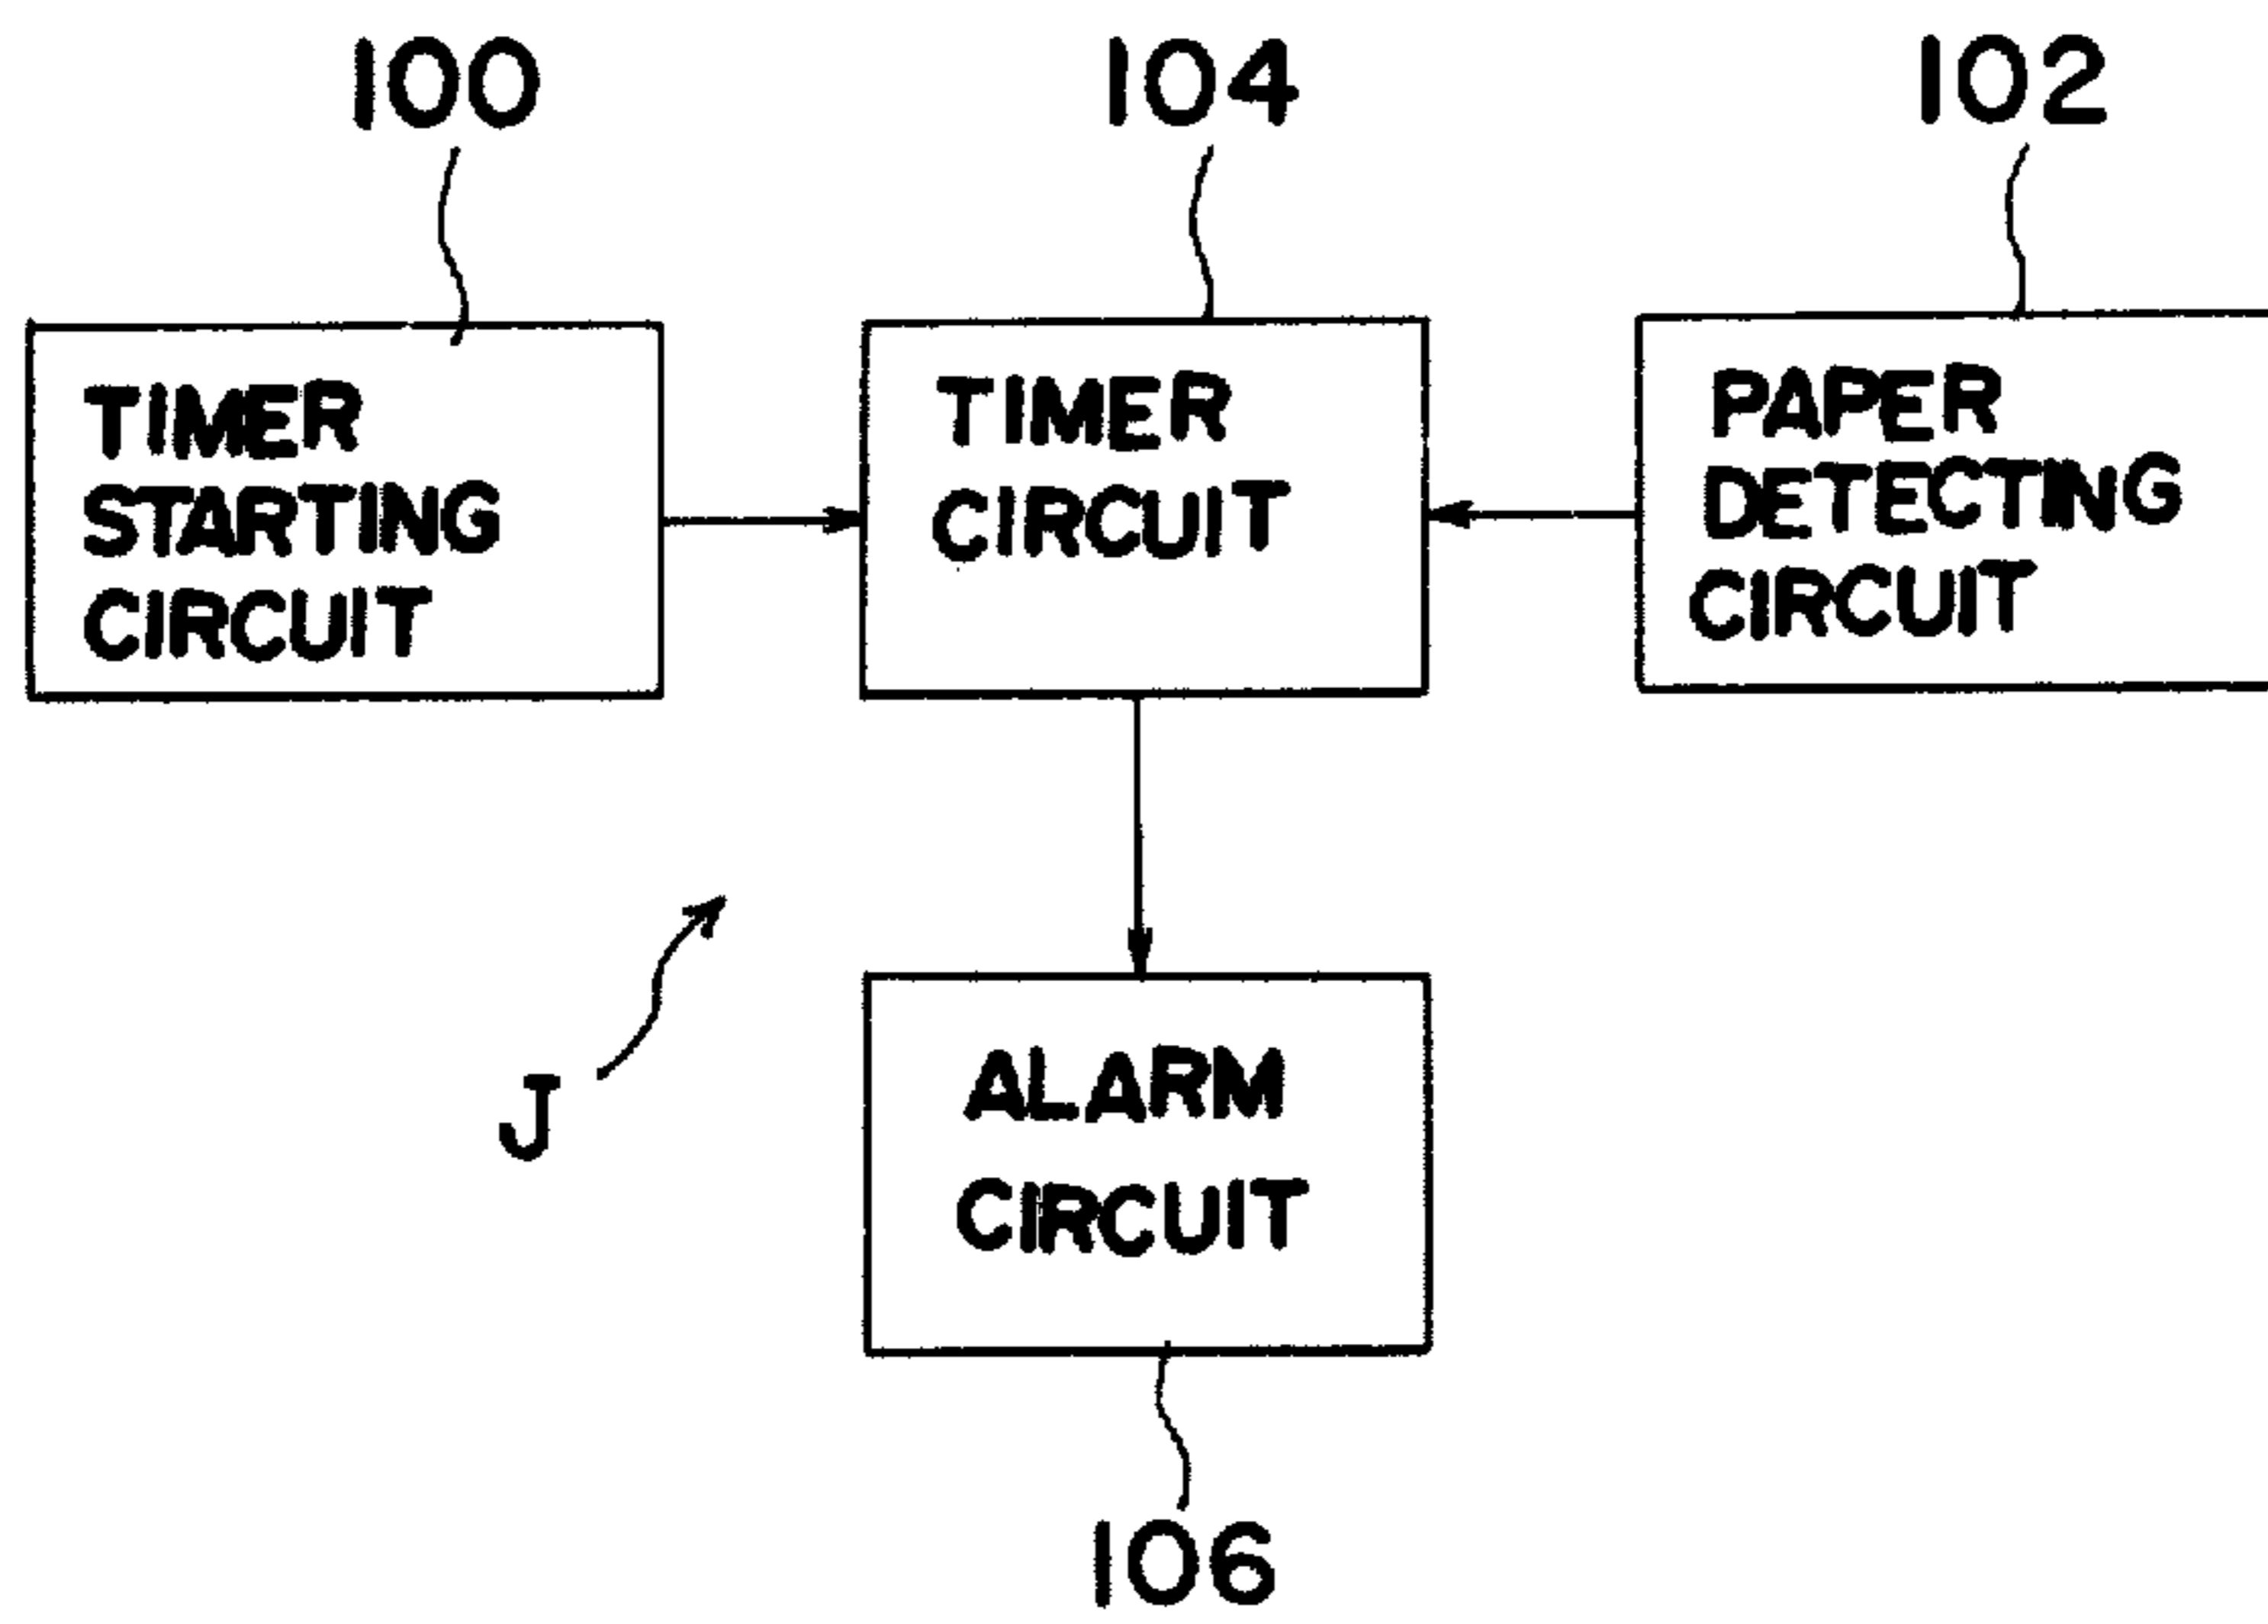 100
104
102
TIMER
STARTING
CIRCUIT
TIMER
CIRCUIT
PAPER
DETECTING
CIRCUIT
J
ALARM
CIRCUIT
106